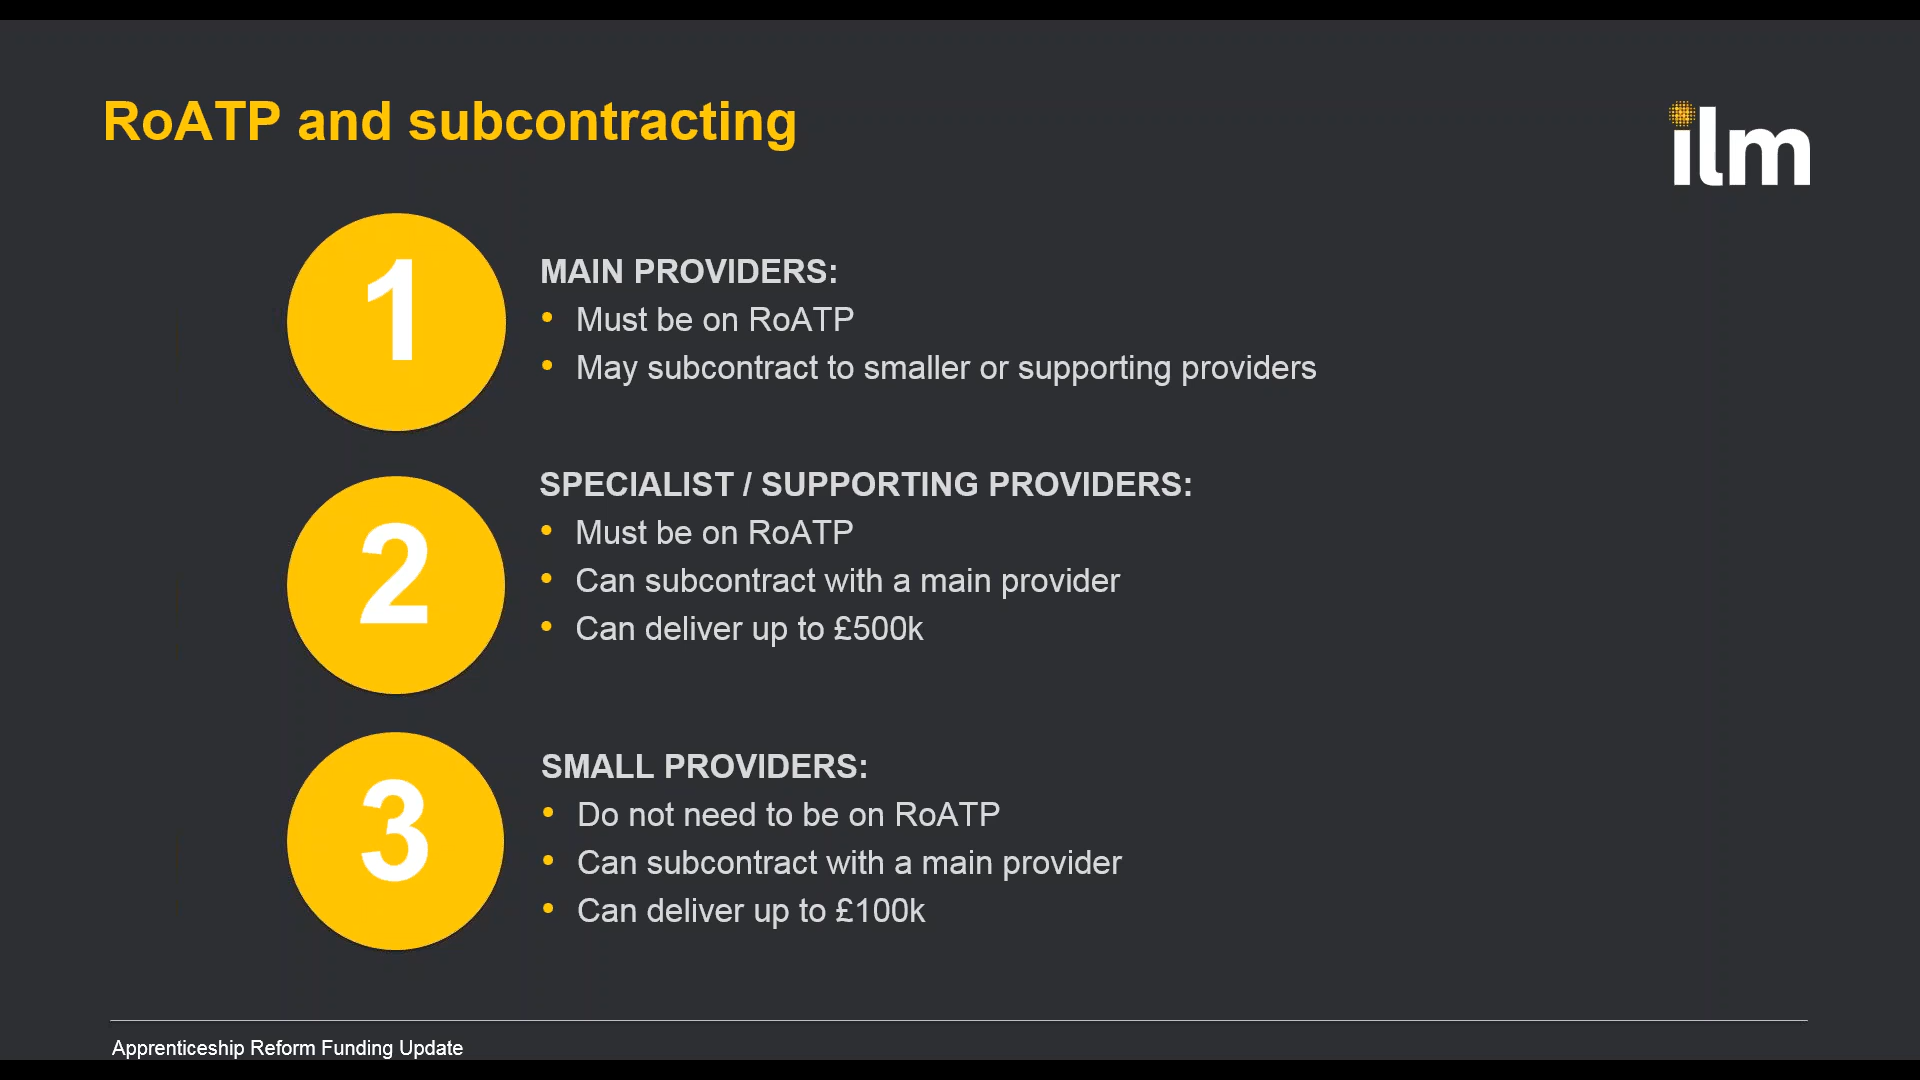 RoATP and subcontracting
ilm
1
MAIN PROVIDERS:
• Must be on RoATP
• May subcontract to smaller or supporting providers
2
SPECIALIST / SUPPORTING PROVIDERS:
• Must be on RoATP
• Can subcontract with a main provider
• Can deliver up to £500k
3
SMALL PROVIDERS:
• Do not need to be on RoATP
• Can subcontract with a main provider
• Can deliver up to £100k
Apprenticeship Reform Funding Update